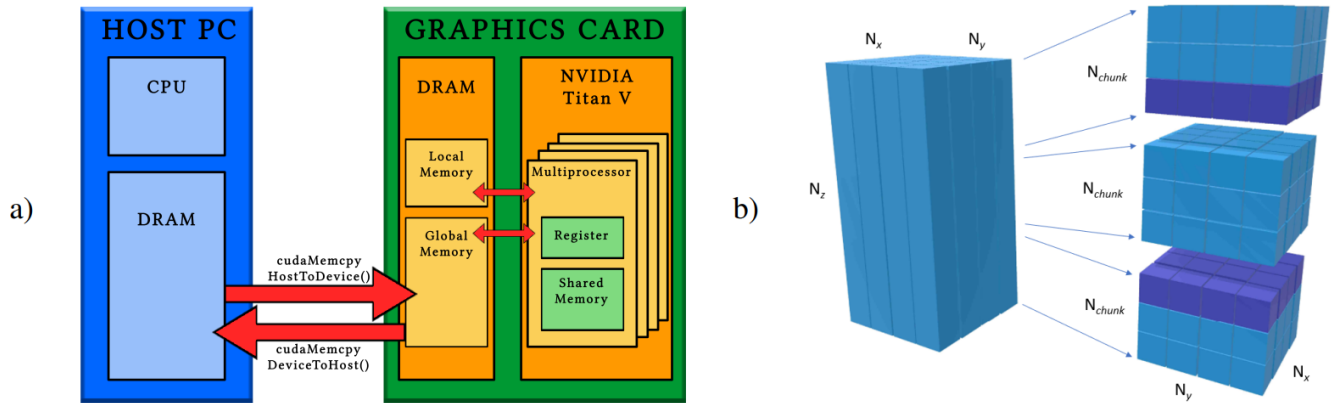 a)
HOST PC
CPU
DRAM
cudaMemcpy
HostToDevice()
cudaMemcpy
DeviceToHost()
GRAPHICS CARD
DRAM
Local
Memory
Global
Memory
NVIDIA
Titan V
Multiprocessor
Register
Shared
Memory
b)
Nx
Ny
Nz
Nchunk
Nchunk
Nchunk
Ny
Nx